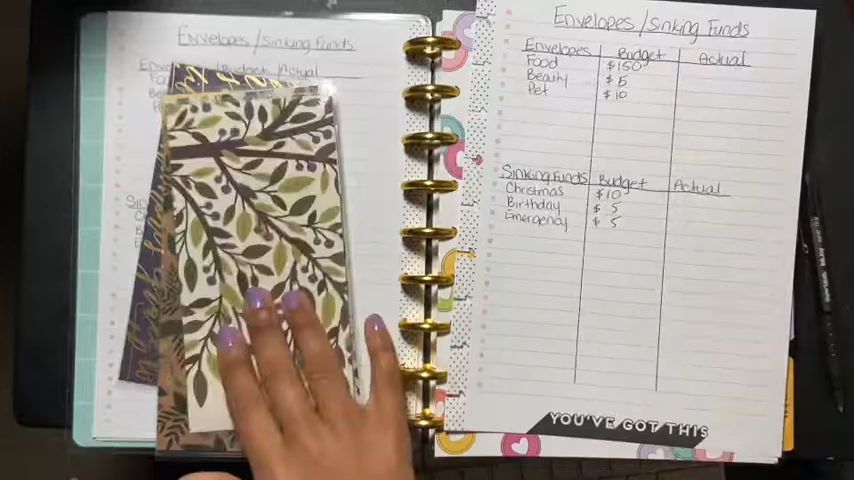 Envelopes/Sinking Funds
Budget Actual
Envelopes/Sinking Funds
Envelopes Budget Actual
Food $150
Beauty $5
Pet $10
Sinking Funds Budget Actual
Christmas $10
Birthday $5
Emergency $5
YOU'VE GOT THIS